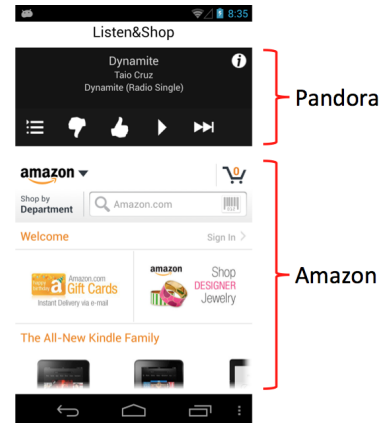 8:35
Listen&Shop
Dynamite
Taio Cruz
Dynamite (Radio Single)
Pandora
amazon
0
Shop by
Department
Amazon.com
Welcome
Sign In
Amazon
Happy
birthday
a
Amazon.com
Gift Cards
Instant Delivery via e-mail
amazon
Shop
DESIGNER
Jewelry
The All-New Kindle Family